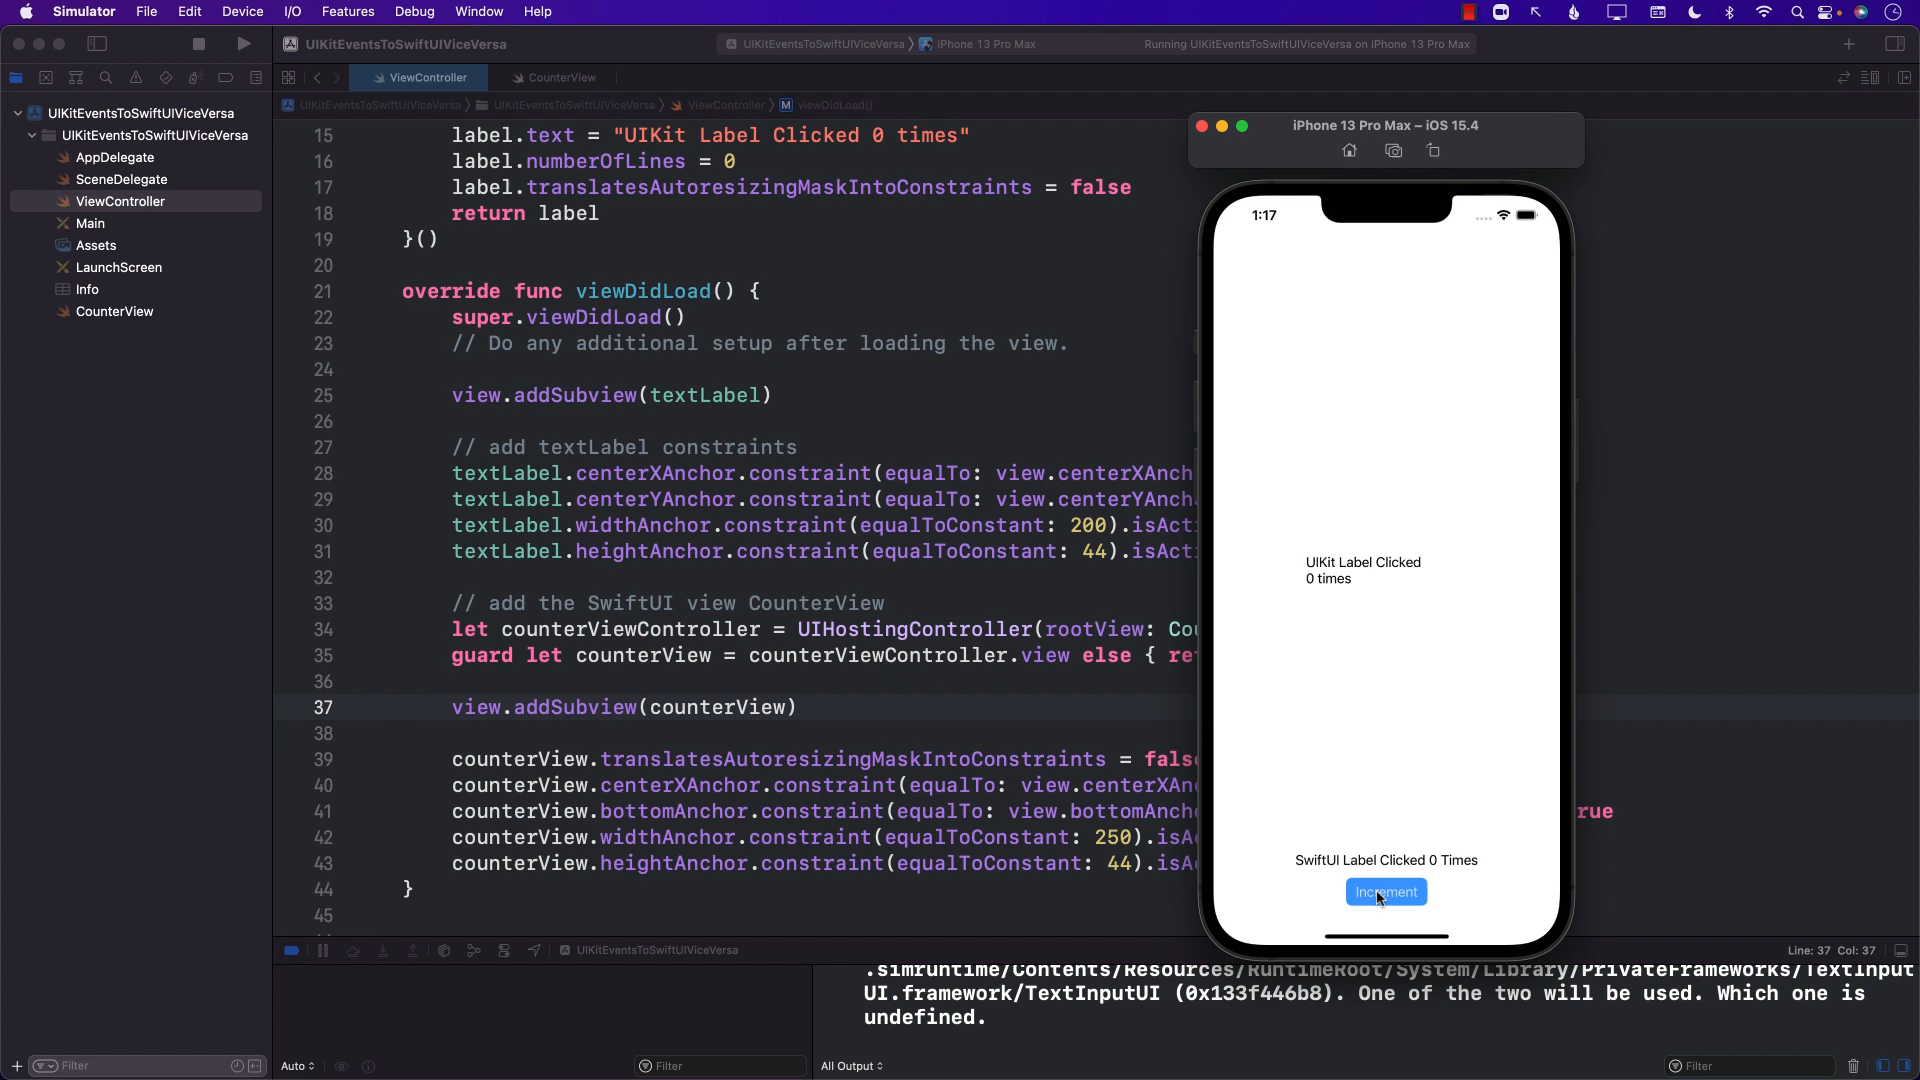 Simulator File Edit Device I/O Features Debug Window Help
UIKitEventsToSwiftUIViceVersa
UIKitEventsToSwiftUIViceVersa
iPhone 13 Pro Max
Running UIKitEventsToSwiftUIViceVersa on iPhone 13 Pro Max
ViewController
CounterView
UIKitEventsToSwiftUIViceVersa
UIKitEventsToSwiftUIViceVersa
ViewController
M viewDidLoad()
UIKitEventsToSwiftUIViceVersa
UIKitEventsToSwiftUIViceVersa
AppDelegate
SceneDelegate
ViewController
Main
Assets
LaunchScreen
Info
CounterView
15 label.text = "UIKit Label Clicked 0 times"
16 label.numberOfLines = 0
17 label.translatesAutoresizingMaskIntoConstraints = false
18 return label
19 }()
20
21 override func viewDidLoad() {
22 super.viewDidLoad()
23 // Do any additional setup after loading the view.
24
25 view.addSubview(textLabel)
26
27 // add textLabel constraints
28 textLabel.centerXAnchor.constraint(equalTo: view.centerXAnch
29 textLabel.centerYAnchor.constraint(equalTo: view.centerYAnch
30 textLabel.widthAnchor.constraint(equalToConstant: 200).isAct
31 textLabel.heightAnchor.constraint(equalToConstant: 44).isAct
32
33 // add the SwiftUI view CounterView
34 let counterViewController = UIHostingController(rootView: Cou
35 guard let counterView = counterViewController.view else { ret
36
37 view.addSubview(counterView)
38
39 counterView.translatesAutoresizingMaskIntoConstraints = fals
40 counterView.centerXAnchor.constraint(equalTo: view.centerXAn
41 counterView.bottomAnchor.constraint(equalTo: view.bottomAnch rue
42 counterView.widthAnchor.constraint(equalToConstant: 250).isA
43 counterView.heightAnchor.constraint(equalToConstant: 44).isA
44 }
45
iPhone 13 Pro Max – iOS 15.4
1:17
UIKit Label Clicked
0 times
SwiftUI Label Clicked 0 Times
Increment
UIKitEventsToSwiftUIViceVersa
Line: 37 Col: 37
.simruntime/Contents/Resources/RuntimeRoot/System/Library/PrivateFrameworks/TextInput
UI.framework/TextInputUI (0x133f446b8). One of the two will be used. Which one is
undefined.
Filter
Auto
Filter
All Output
Filter